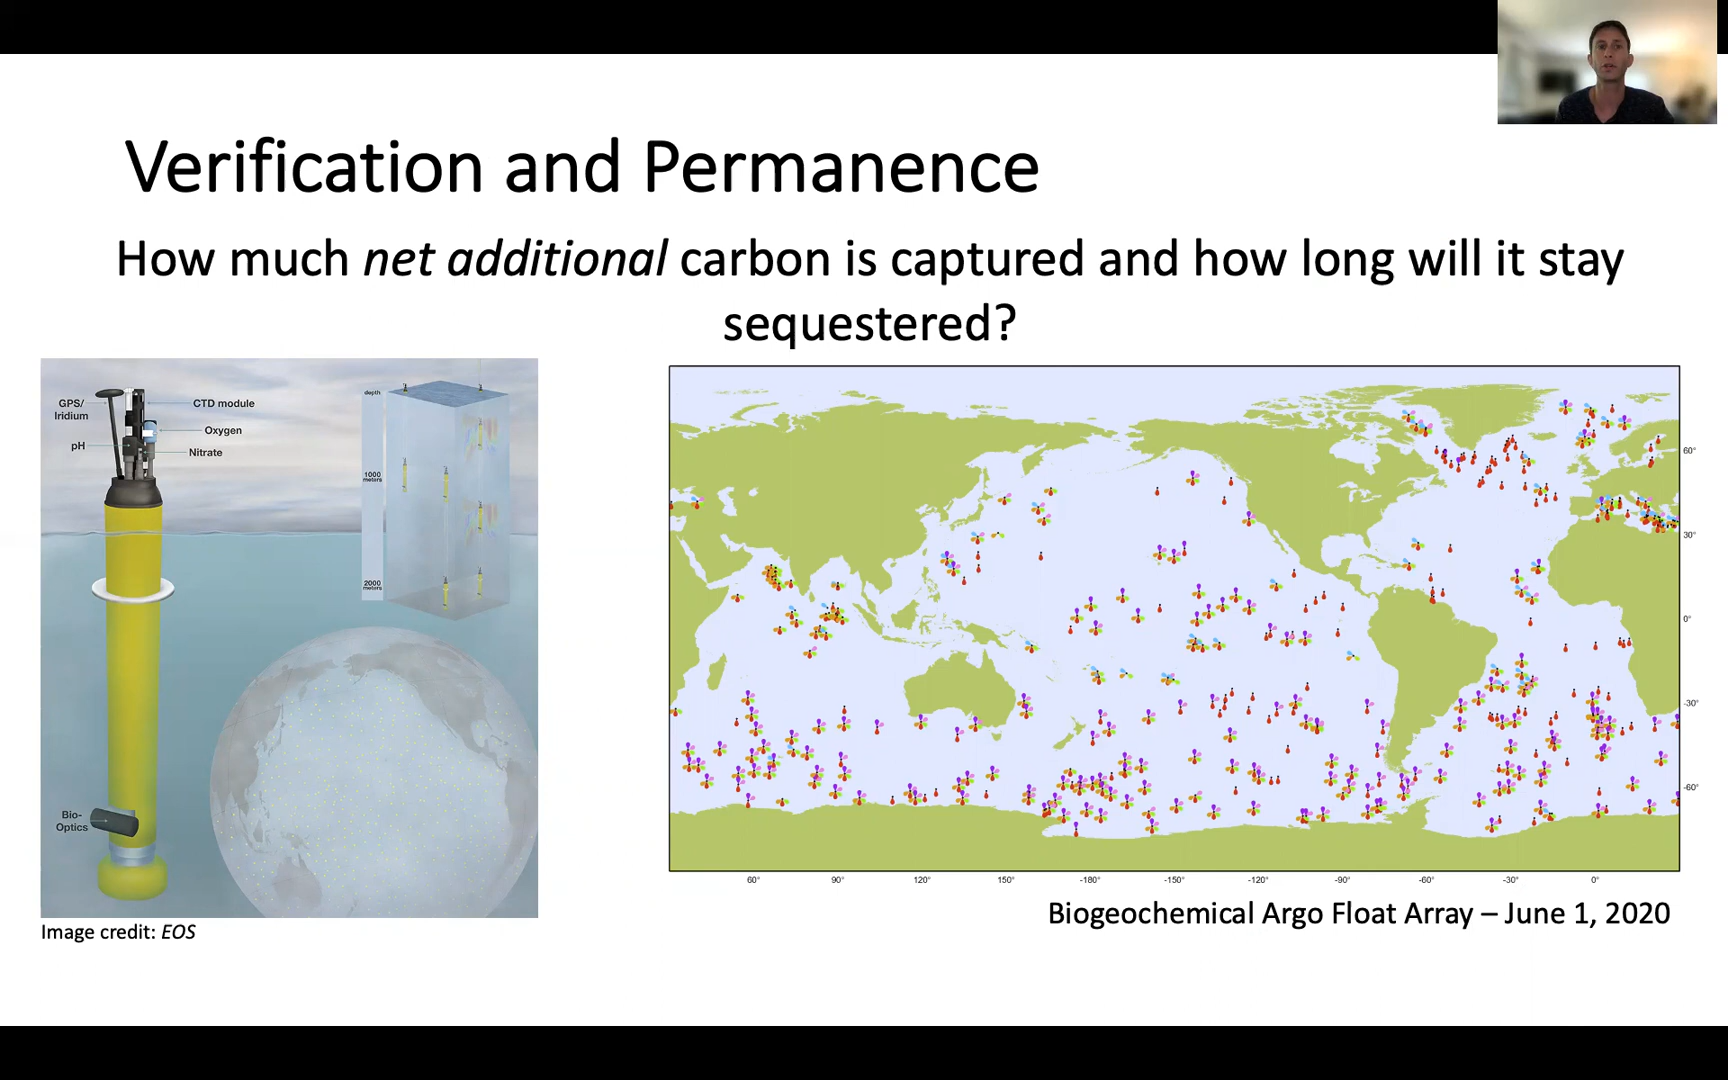 Verification and Permanence
How much net additional carbon is captured and how long will it stay
sequestered?
GPS/
Iridium
CTD module
Oxygen
pH
Nitrate
Bio-
Optics
depth
1000
meters
2000
meters
60°
30°
0°
-30°
-60°
60°
90°
120°
150°
-180°
-150°
-120°
-90°
-60°
-30°
0°
Image credit: EOS
Biogeochemical Argo Float Array – June 1, 2020